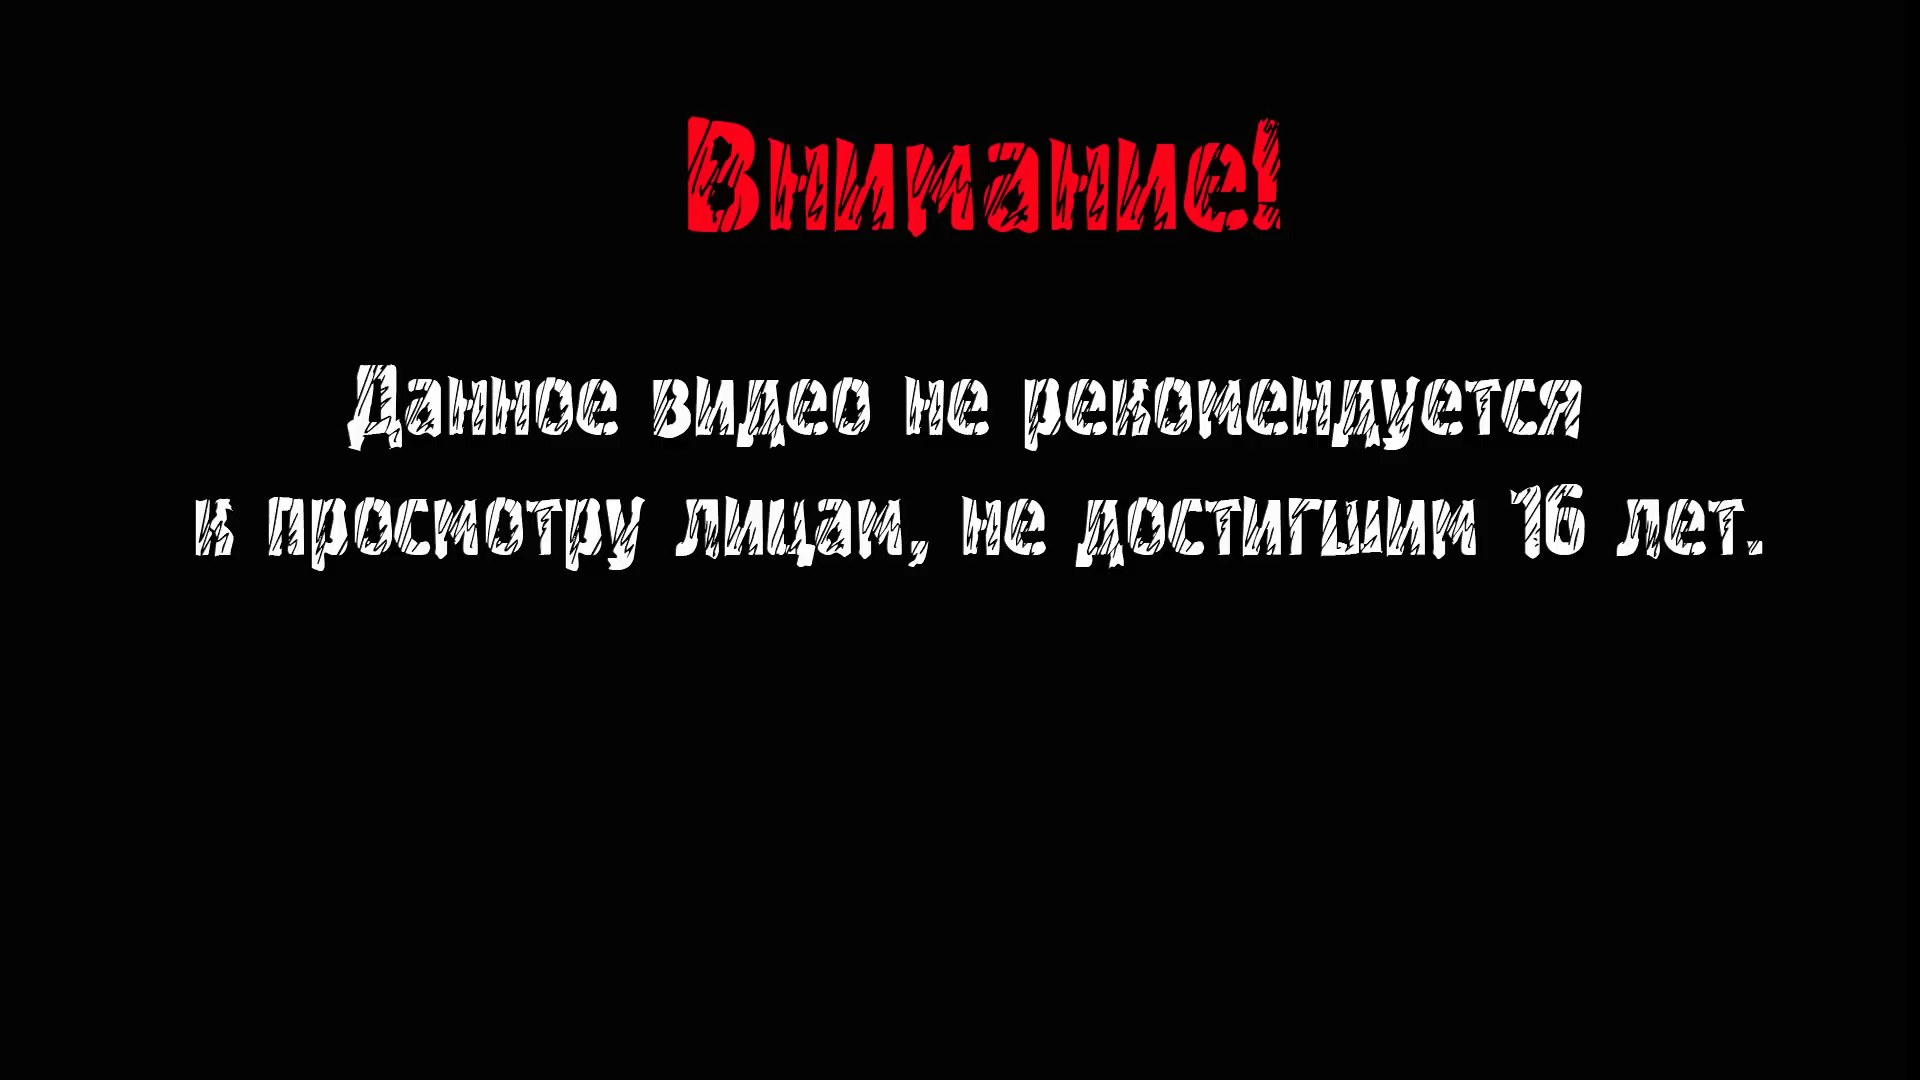 Внимание!
Данное видео не рекомендуется
к просмотру лицам, не достигшим 16 лет.